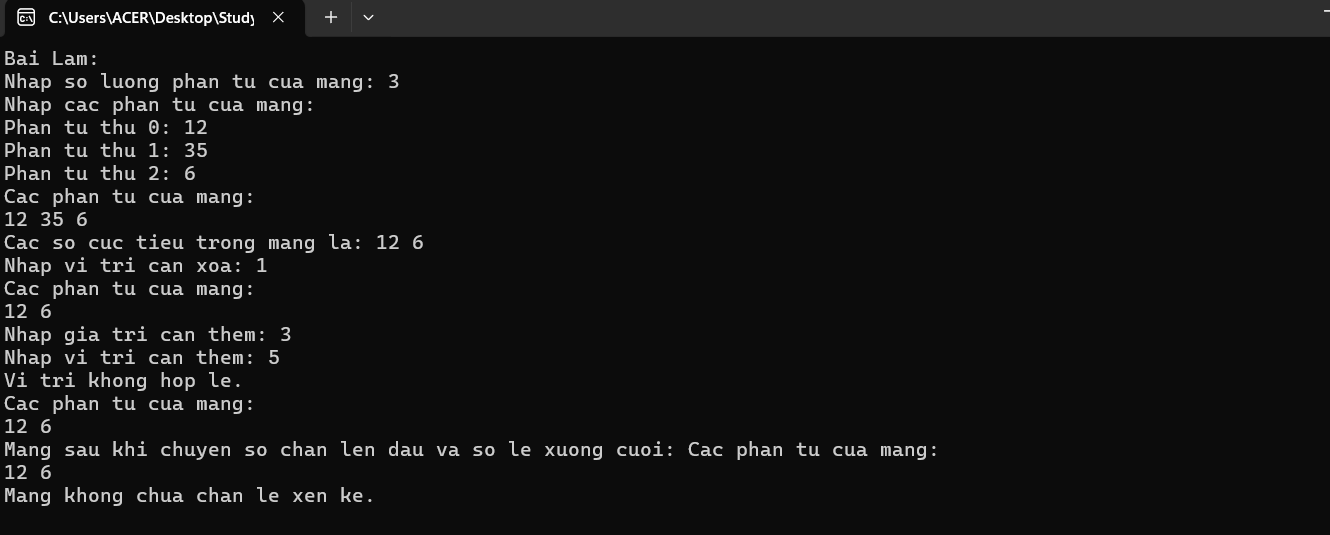 C:\Users\ACER\Desktop\Study
Bai Lam:
Nhap so luong phan tu cua mang: 3
Nhap cac phan tu cua mang:
Phan tu thu 0: 12
Phan tu thu 1: 35
Phan tu thu 2: 6
Cac phan tu cua mang:
12 35 6
Cac so cuc tieu trong mang la: 12 6
Nhap vi tri can xoa: 1
Cac phan tu cua mang:
12 6
Nhap gia tri can them: 3
Nhap vi tri can them: 5
Vi tri khong hop le.
Cac phan tu cua mang:
12 6
Mang sau khi chuyen so chan len dau va so le xuong cuoi: Cac phan tu cua mang:
12 6
Mang khong chua chan le xen ke.